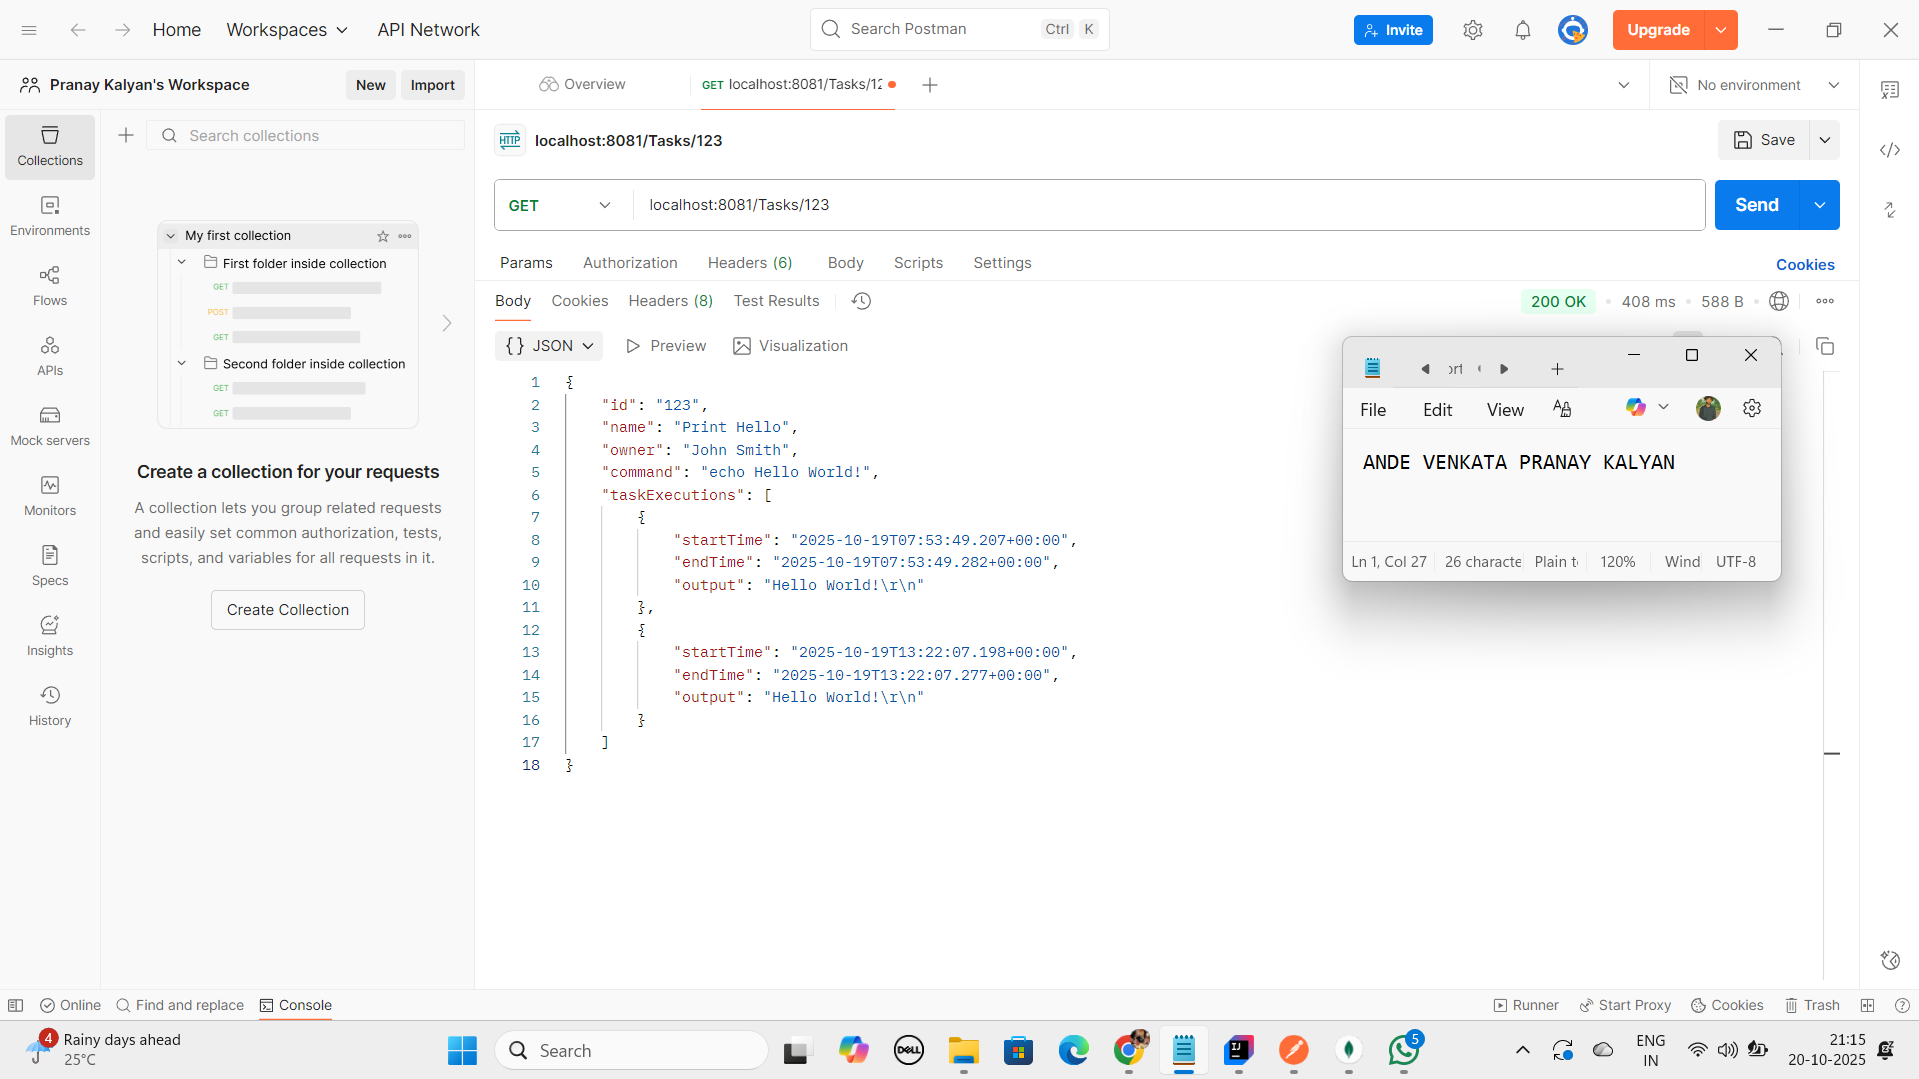 Home
Workspaces
API Network
Search Postman
Ctrl K
Invite
Upgrade
Pranay Kalyan's Workspace
New
Import
Overview
GET localhost:8081/Tasks/12
No environment
Collections
Environments
Flows
APIs
Mock servers
Monitors
Specs
Insights
History
Search collections
My first collection
First folder inside collection
GET
POST
GET
Second folder inside collection
GET
GET
Create a collection for your requests
A collection lets you group related requests
and easily set common authorization, tests,
scripts, and variables for all requests in it.
Create Collection
HTTP localhost:8081/Tasks/123
Save
GET
localhost:8081/Tasks/123
Send
Params
Authorization
Headers (6)
Body
Scripts
Settings
Cookies
Body
Cookies
Headers (8)
Test Results
200 OK
408 ms
588 B
{} JSON
Preview
Visualization
1 {
2 "id": "123",
3 "name": "Print Hello",
4 "owner": "John Smith",
5 "command": "echo Hello World!",
6 "taskExecutions": [
7 {
8 "startTime": "2025-10-19T07:53:49.207+00:00",
9 "endTime": "2025-10-19T07:53:49.282+00:00",
10 "output": "Hello World!\r\n"
11 },
12 {
13 "startTime": "2025-10-19T13:22:07.198+00:00",
14 "endTime": "2025-10-19T13:22:07.277+00:00",
15 "output": "Hello World!\r\n"
16 }
17 ]
18 }
File
Edit
View
ANDE VENKATA PRANAY KALYAN
Ln 1, Col 27
26 characte
Plain t
120%
Wind
UTF-8
Online
Find and replace
Console
Runner
Start Proxy
Cookies
Trash
4
Rainy days ahead
25°C
Search
DELL
IJ
5
ENG
IN
21:15
20-10-2025